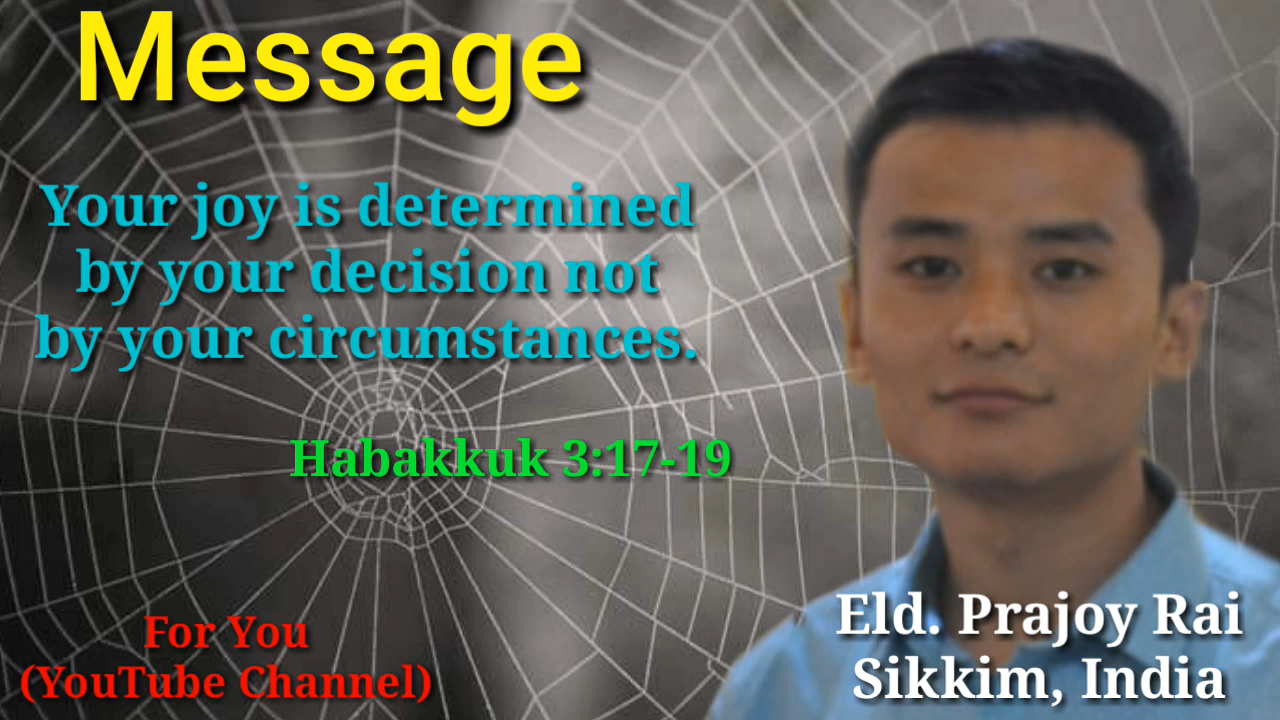 Message
Your joy is determined
by your decision not
by your circumstances.
Habakkuk 3:17-19
For You
(YouTube Channel)
Eld. Prajoy Rai
Sikkim, India